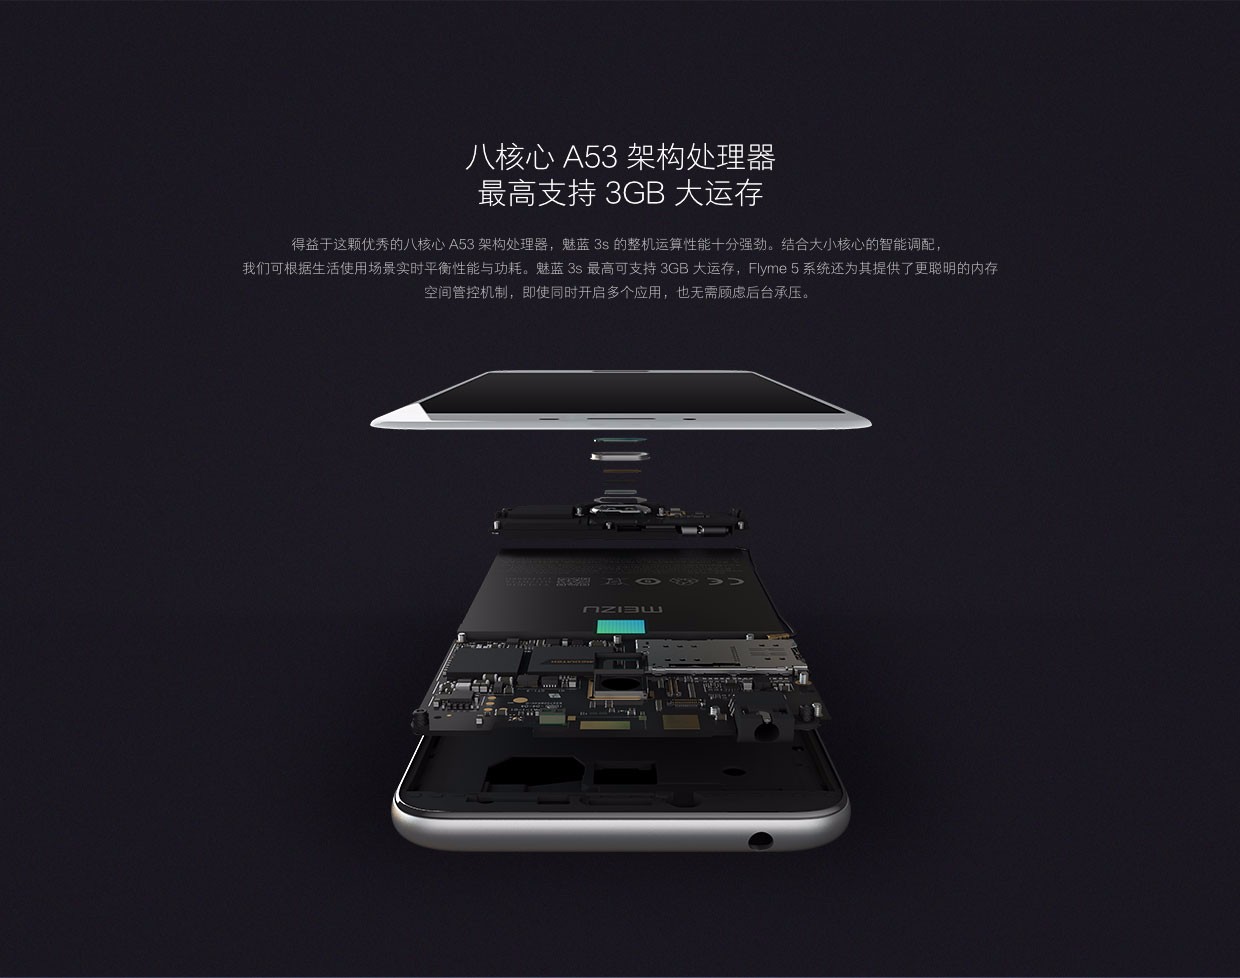 八核心 A53 架构处理器
最高支持 3GB 大运存
得益于这颗优秀的八核心 A53 架构处理器，魅蓝 3s 的整机运算性能十分强劲。结合大小核心的智能调配，
我们可根据生活使用场景实时平衡性能与功耗。魅蓝 3s 最高可支持 3GB 大运存，Flyme 5 系统还为其提供了更聪明的内存
空间管控机制，即使同时开启多个应用，也无需顾虑后台承压。
MEIZU